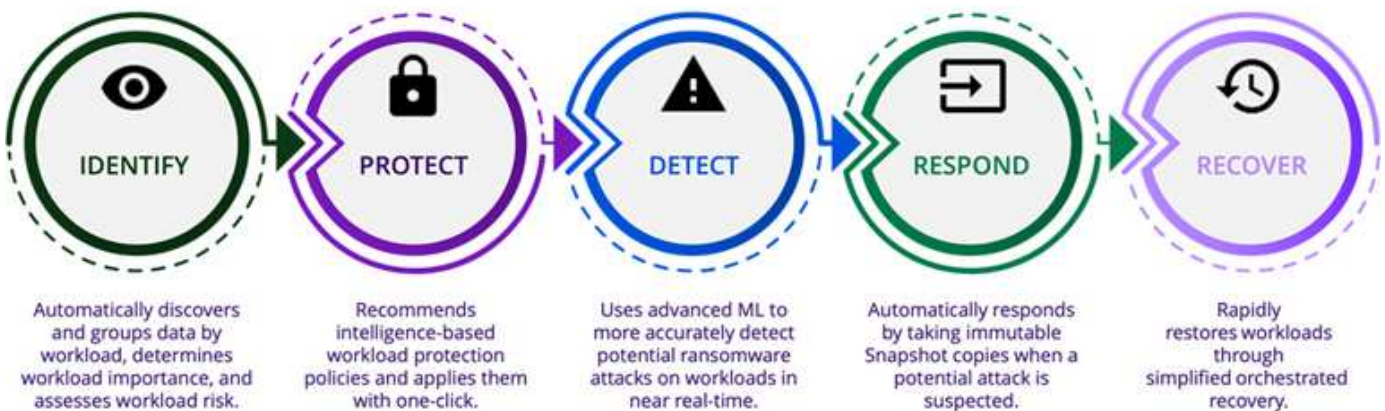 IDENTIFY
PROTECT
DETECT
RESPOND
RECOVER
Automatically discovers
and groups data by
workload, determines
workload importance, and
assesses workload risk.
Recommends
intelligence-based
workload protection
policies and applies them
with one-click.
Uses advanced ML to
more accurately detect
potential ransomware
attacks on workloads in
near real-time.
Automatically responds
by taking immutable
Snapshot copies when a
potential attack is
suspected.
Rapidly
restores workloads
through
simplified orchestrated
recovery.